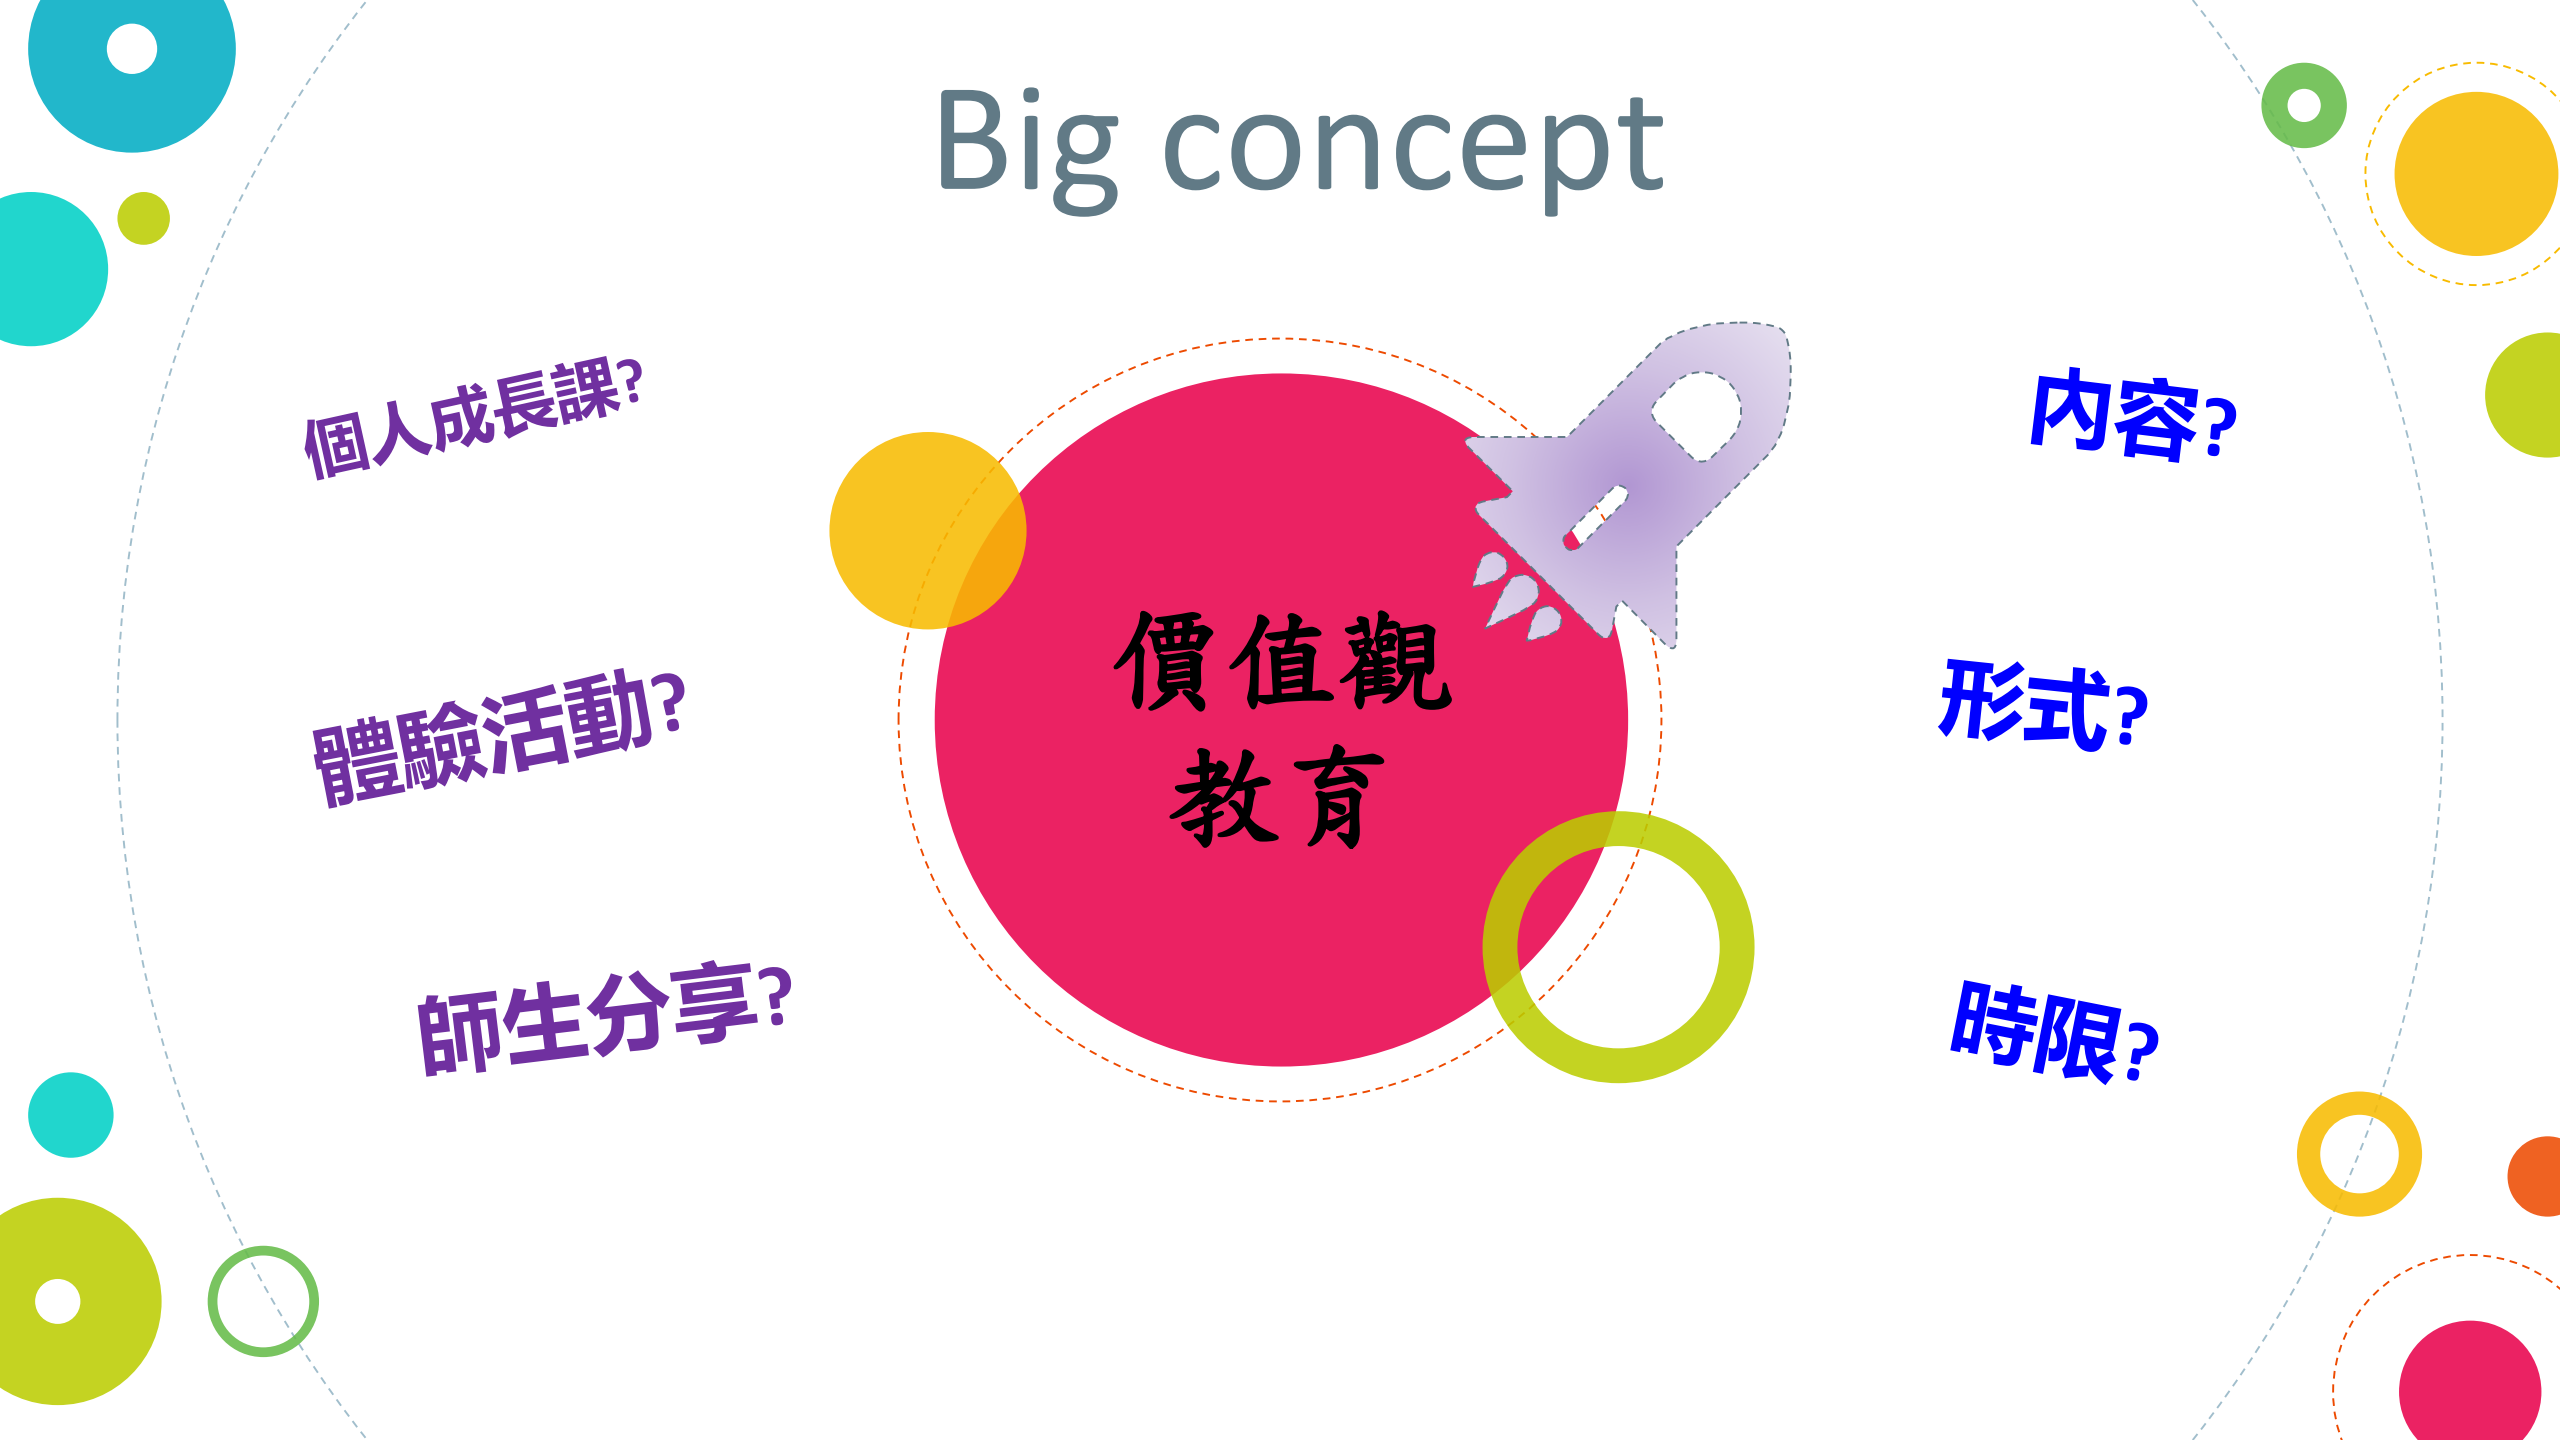 Big concept
個人成長課?
體驗活動?
師生分享?
價值觀
教育
內容?
形式?
時限?